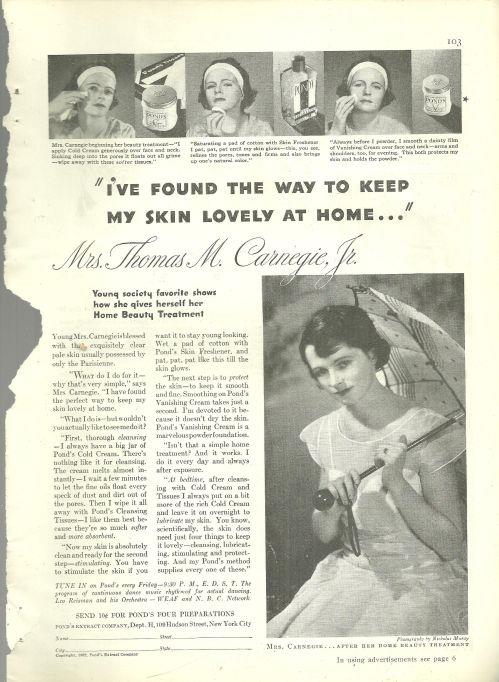 103
POND'S
POND'S
Mrs. Carnegie beginning her beauty treatment—"I
apply Cold Cream generously over face and neck.
Sinking deep into the pores it floats out all grime
—wipe away with these softer tissues."
"Saturating a pad of cotton with Skin Freshener
I pat, pat, pat until my skin glows—this, you see,
refines the pores, tones and firms and also brings
up one's natural color."
"Always before I powder, I smooth a dainty film
of Vanishing Cream over face and neck—arms and
shoulders, too, for evening. This both protects my
skin and holds the powder."
"I'VE FOUND THE WAY TO KEEP
MY SKIN LOVELY AT HOME..."
Mrs. Thomas M. Carnegie, Jr.
Young society favorite shows
how she gives herself her
Home Beauty Treatment
Young Mrs. Carnegie is blessed
with that exquisitely clear
pale skin usually possessed by
only the Parisienne.
"WHAT do I do for it—
why that's very simple," says
Mrs. Carnegie. "I have found
the perfect way to keep my
skin lovely at home.
"What I do is—but wouldn't
you actually like to see me do it?
"First, thorough cleansing
—I always have a big jar of
Pond's Cold Cream. There's
nothing like it for cleansing.
The cream melts almost in-
stantly—I wait a few minutes
to let the fine oils float every
speck of dust and dirt out of
the pores. Then I wipe it all
away with Pond's Cleansing
Tissues—I like them best be-
cause they're so much softer
and more absorbent.
"Now my skin is absolutely
clean and ready for the second
step—stimulating. You have
to stimulate the skin if you
want it to stay young looking.
Wet a pad of cotton with
Pond's Skin Freshener, and
pat, pat, pat like this till the
skin glows.
"The next step is to protect
the skin—to keep it smooth
and fine. Smoothing on Pond's
Vanishing Cream takes just a
second. I'm devoted to it be-
cause it doesn't dry the skin.
Pond's Vanishing Cream is a
marvelous powder foundation.
"Isn't that a simple home
treatment? And it works. I
do it every day and always
after exposure.
"At bedtime, after cleans-
ing with Cold Cream and
Tissues I always put on a bit
more of the rich Cold Cream
and leave it on overnight to
lubricate my skin. You know,
scientifically, the skin does
need just four things to keep
it lovely—cleansing, lubricat-
ing, stimulating and protect-
ing. And my Pond's method
supplies every one of these."
TUNE IN on Pond's every Friday—9:30 P. M., E. D. S. T. The
program of continuous dance music rhythmed for actual dancing.
Leo Reisman and his Orchestra—WEAF and N. B. C. Network.
SEND 10¢ FOR POND'S FOUR PREPARATIONS
POND'S EXTRACT COMPANY, Dept. H, 109 Hudson Street, New York City
Name Street
City State
Copyright, 1932, Pond's Extract Company
Photographs by Nickolas Muray
MRS. CARNEGIE...AFTER HER HOME BEAUTY TREATMENT
In using advertisements see page 6